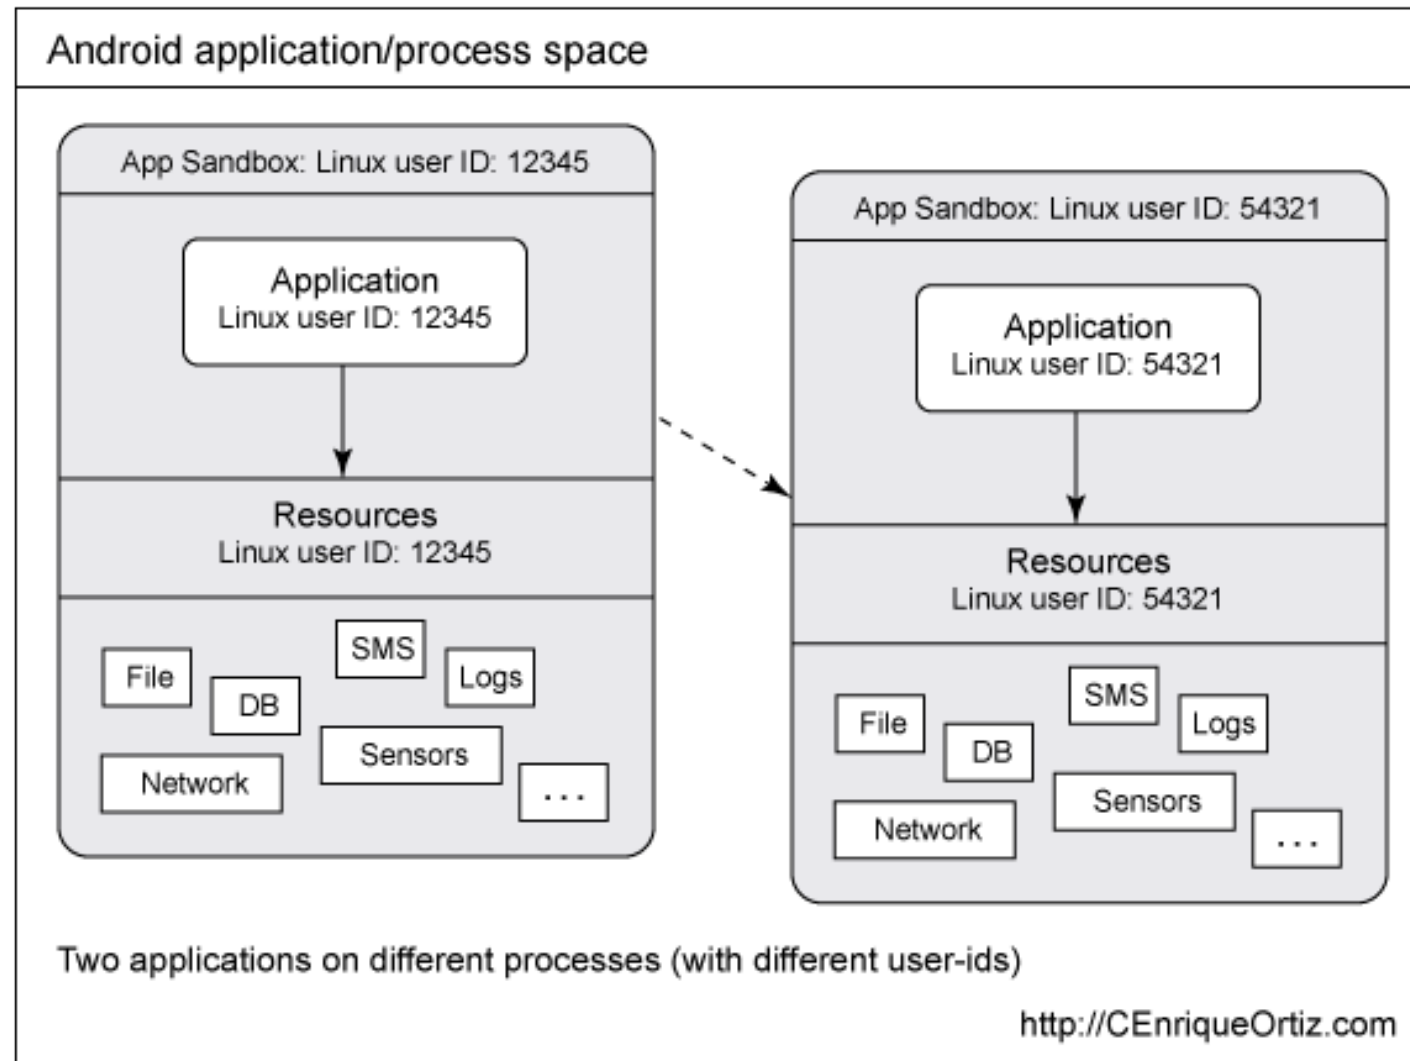 Android application/process space
App Sandbox: Linux user ID: 12345
Application
Linux user ID: 12345
Resources
Linux user ID: 12345
File
DB
SMS
Logs
Network
Sensors
...
App Sandbox: Linux user ID: 54321
Application
Linux user ID: 54321
Resources
Linux user ID: 54321
File
DB
SMS
Logs
Network
Sensors
...
Two applications on different processes (with different user-ids)
http://CEnriqueOrtiz.com